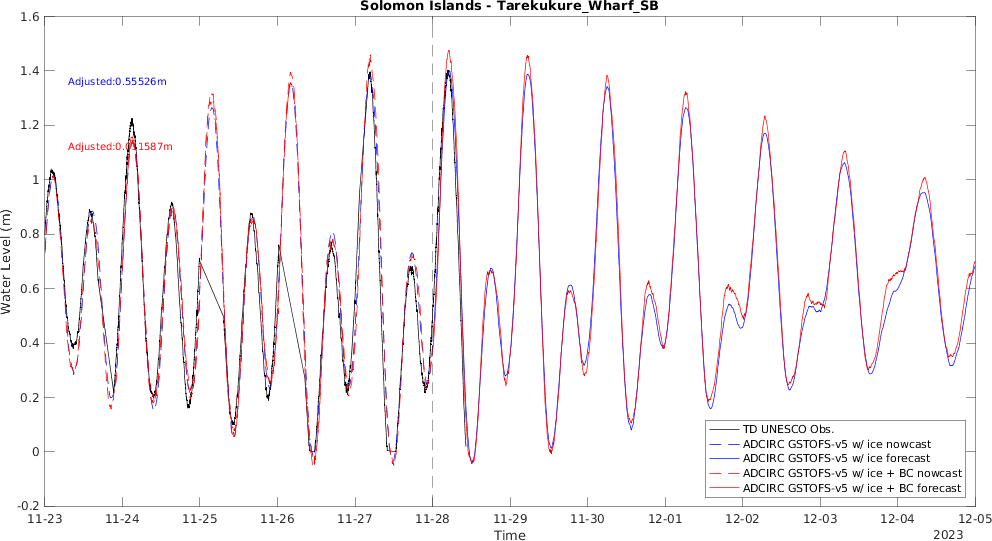 Solomon Islands - Tarekukure_Wharf_SB
Adjusted:0.55526m
Water Level (m)
1.6
1.4
1.2
1
0.8
0.6
0.4
0.2
0
-0.2
11-23
11-24
11-25
11-26
11-27
11-28
11-29
11-30
12-01
12-02
12-03
12-04
12-05
Time
2023
TD UNESCO Obs.
ADCIRC GSTOFS-v5 w/ ice nowcast
ADCIRC GSTOFS-v5 w/ ice forecast
ADCIRC GSTOFS-v5 w/ ice + BC nowcast
ADCIRC GSTOFS-v5 w/ ice + BC forecast